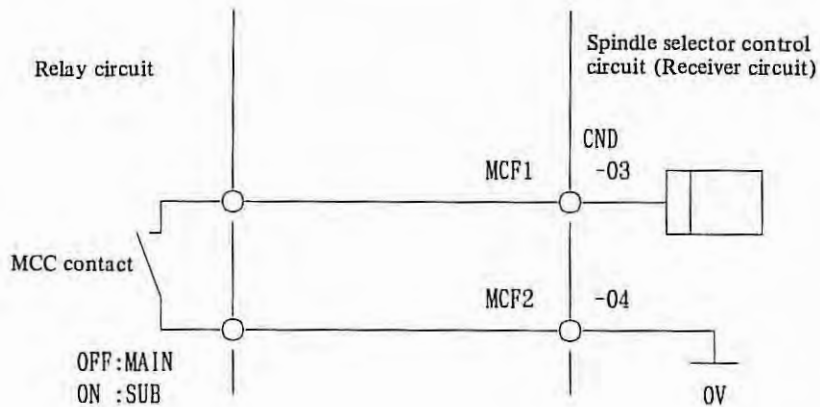 Relay circuit
Spindle selector control
circuit (Receiver circuit)
CND
MCF1
-03
MCC contact
MCF2
-04
OFF:MAIN
ON :SUB
0V